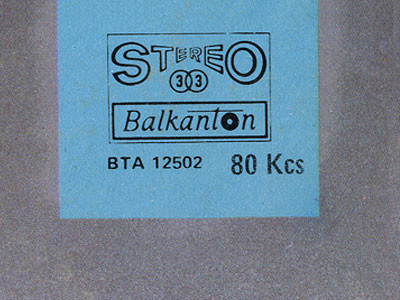 STEREO
33
Balkanton
BTA 12502 80 Kcs